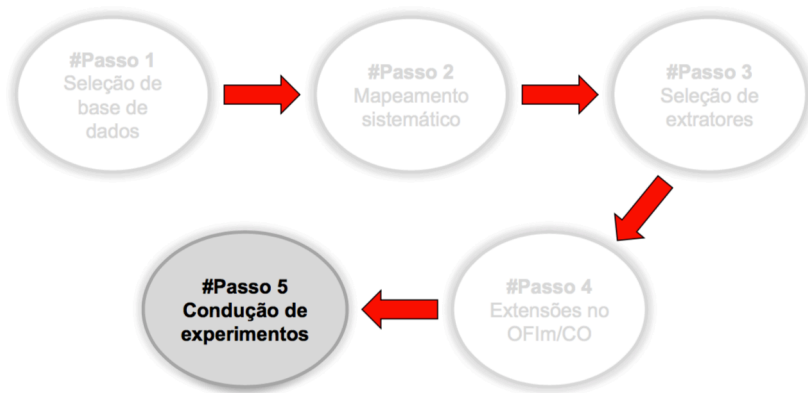 #Passo 1
Seleção de
base de
dados
#Passo 2
Mapeamento
sistemático
#Passo 3
Seleção de
extratores
#Passo 4
Extensões no
OFIm/CO
#Passo 5
Condução de
experimentos